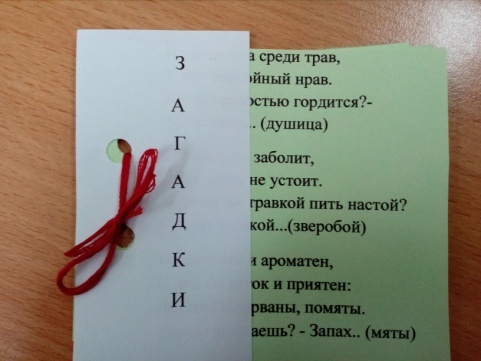 З
А
Г
А
Д
К
И
а среди трав,
ойный нрав.
остью гордится?-
.. (душица)
заболит,
не устоит.
травкой пить настой?
кой...(зверобой)
и ароматен,
ток и приятен:
рваны, помяты.
аешь? - Запах.. (мяты)